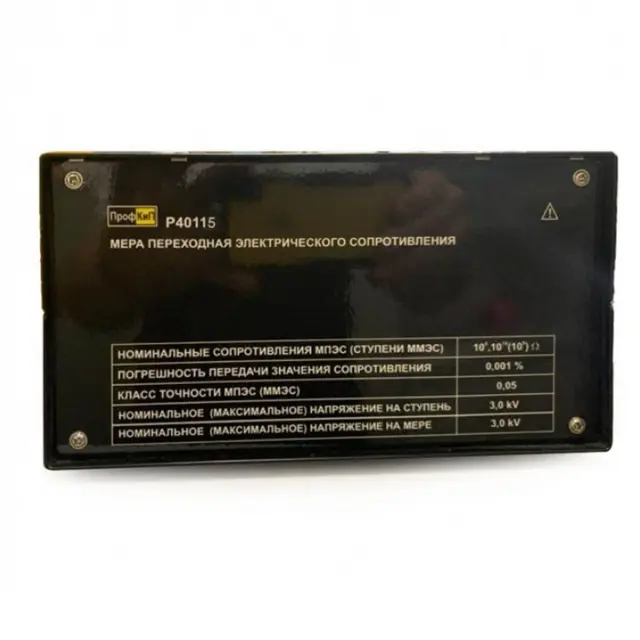 ПрофКиП Р40115
МЕРА ПЕРЕХОДНАЯ ЭЛЕКТРИЧЕСКОГО СОПРОТИВЛЕНИЯ
НОМИНАЛЬНЫЕ СОПРОТИВЛЕНИЯ МПЭС (СТУПЕНИ ММЭС)
ПОГРЕШНОСТЬ ПЕРЕДАЧИ ЗНАЧЕНИЯ СОПРОТИВЛЕНИЯ 0,001 %
КЛАСС ТОЧНОСТИ МПЭС (ММЭС) 0,05
НОМИНАЛЬНОЕ (МАКСИМАЛЬНОЕ) НАПРЯЖЕНИЕ НА СТУПЕНЬ 3,0 kV
НОМИНАЛЬНОЕ (МАКСИМАЛЬНОЕ) НАПРЯЖЕНИЕ НА МЕРЕ 3,0 kV